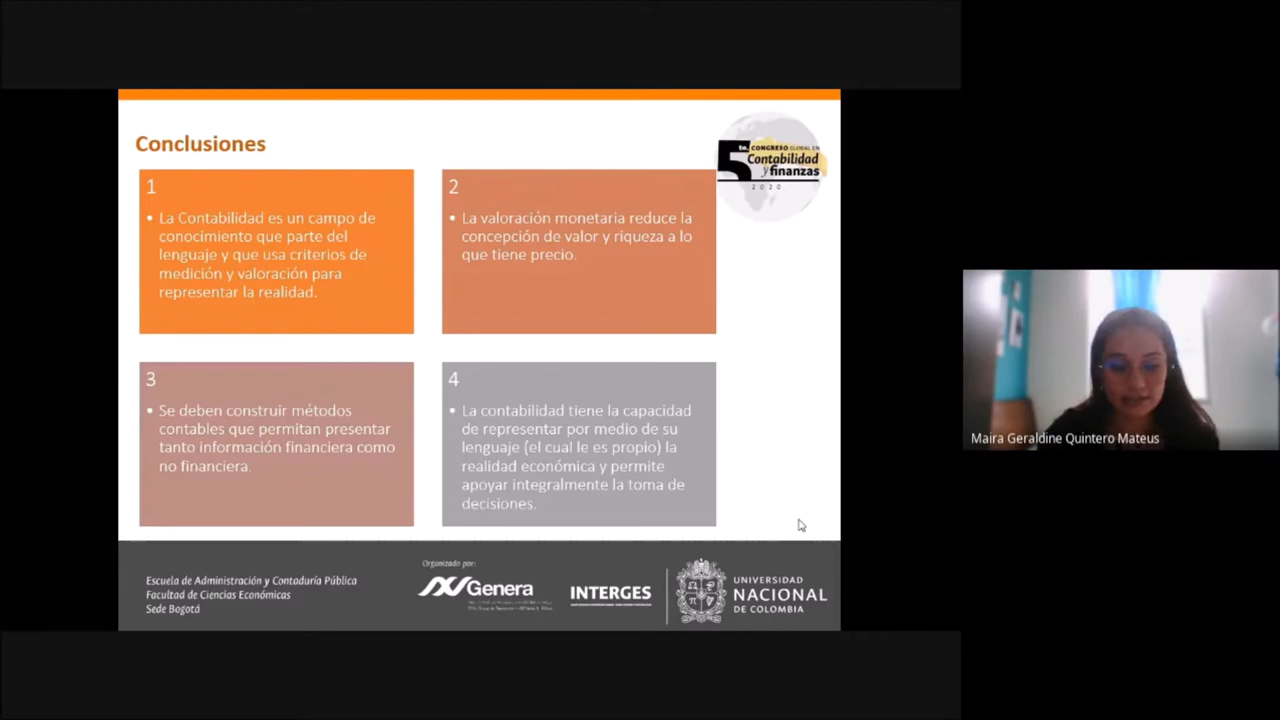 Conclusiones
5to. CONGRESO GLOBAL EN
Contabilidad
y finanzas
2020
1
• La Contabilidad es un campo de
conocimiento que parte del
lenguaje y que usa criterios de
medición y valoración para
representar la realidad.
2
• La valoración monetaria reduce la
concepción de valor y riqueza a lo
que tiene precio.
3
• Se deben construir métodos
contables que permitan presentar
tanto información financiera como
no financiera.
4
• La contabilidad tiene la capacidad
de representar por medio de su
lenguaje (el cual le es propio) la
realidad económica y permite
apoyar integralmente la toma de
decisiones.
Maira Geraldine Quintero Mateus
Escuela de Administración y Contaduría Pública
Facultad de Ciencias Económicas
Sede Bogotá
Organizado por:
Genera
INTERGES
UNIVERSIDAD
NACIONAL
DE COLOMBIA